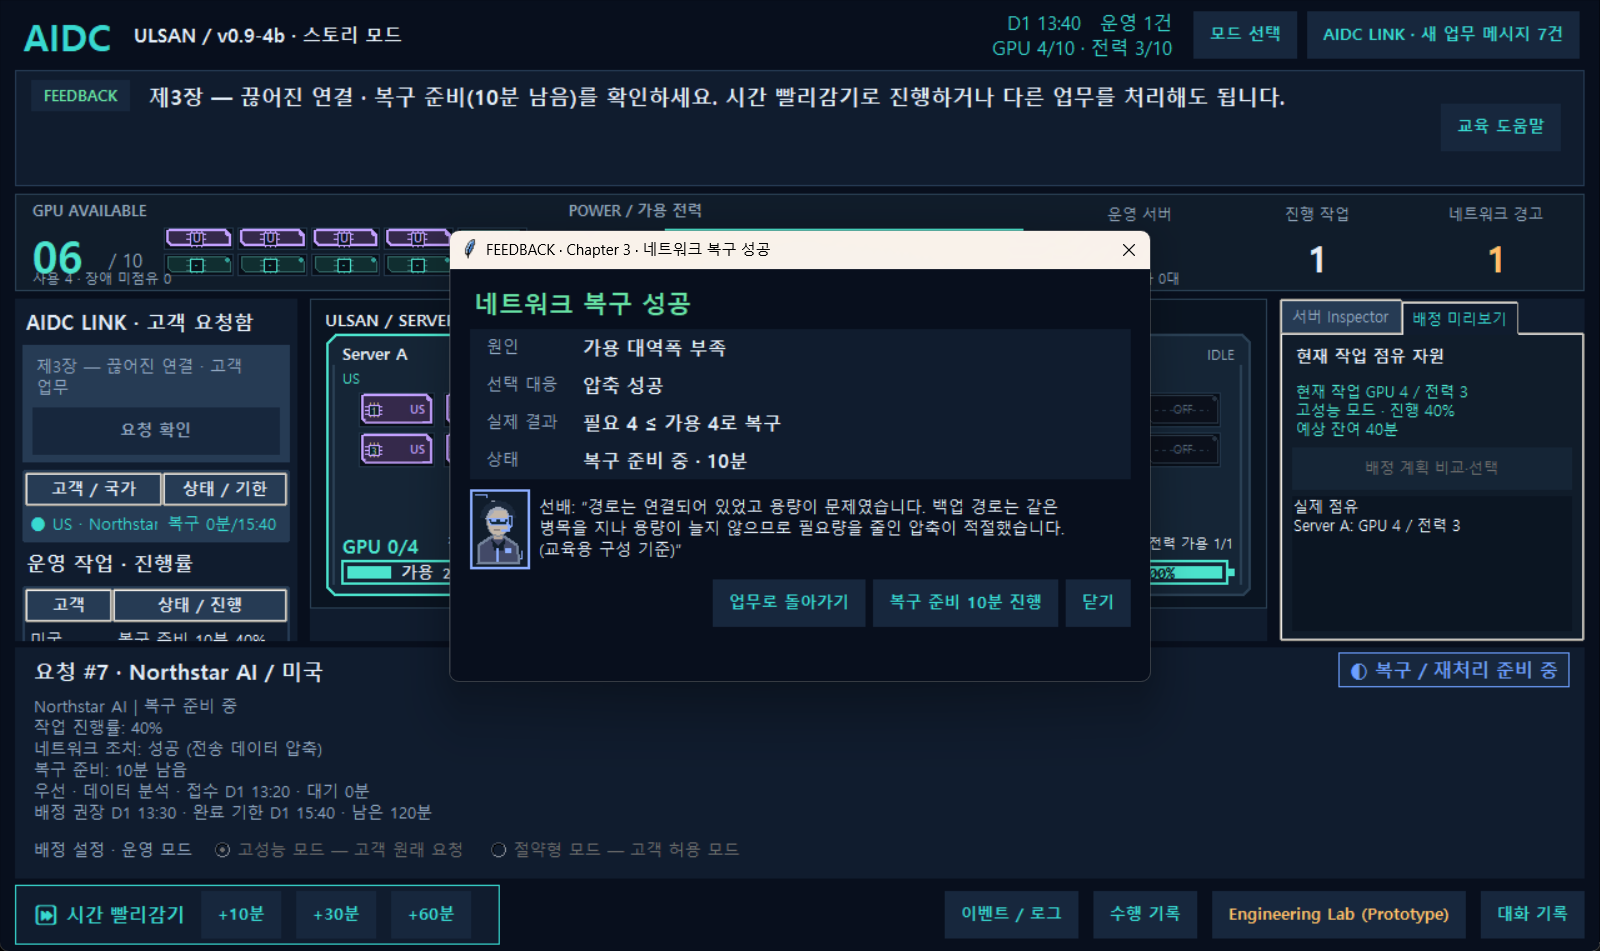 AIDC ULSAN / v0.9-4b · 스토리 모드
D1 13:40 운영 1건
GPU 4/10 · 전력 3/10
모드 선택
AIDC LINK · 새 업무 메시지 7건
FEEDBACK 제3장 — 끊어진 연결 · 복구 준비(10분 남음)를 확인하세요. 시간 빨리감기로 진행하거나 다른 업무를 처리해도 됩니다.
교육 도움말
GPU AVAILABLE
06 / 10
사용 4 · 장애 미점유 0
POWER / 가용 전력
운영 서버
0대
진행 작업
1
네트워크 경고
1
FEEDBACK · Chapter 3 · 네트워크 복구 성공
네트워크 복구 성공
원인 가용 대역폭 부족
선택 대응 압축 성공
실제 결과 필요 4 ≤ 가용 4로 복구
상태 복구 준비 중 · 10분
선배: “경로는 연결되어 있었고 용량이 문제였습니다. 백업 경로는 같은
병목을 지나 용량이 늘지 않으므로 필요량을 줄인 압축이 적절했습니다.
(교육용 구성 기준)”
업무로 돌아가기
복구 준비 10분 진행
닫기
AIDC LINK · 고객 요청함
제3장 — 끊어진 연결 · 고객
업무
요청 확인
고객 / 국가 상태 / 기한
US · Northstar 복구 0분/15:40
운영 작업 · 진행률
고객 상태 / 진행
미국 복구 준비 10분 40%
ULSAN / SERVE
Server A
US
1 US
3 US
GPU 0/4
가용 2
IDLE
OFF
OFF
전력 가용 1/1
00%
서버 Inspector
배정 미리보기
현재 작업 점유 자원
현재 작업 GPU 4 / 전력 3
고성능 모드 · 진행 40%
예상 잔여 40분
배정 계획 비교·선택
실제 점유
Server A: GPU 4 / 전력 3
요청 #7 · Northstar AI / 미국
복구 / 재처리 준비 중
Northstar AI | 복구 준비 중
작업 진행률: 40%
네트워크 조치: 성공 (전송 데이터 압축)
복구 준비: 10분 남음
우선 · 데이터 분석 · 접수 D1 13:20 · 대기 0분
배정 권장 D1 13:30 · 완료 기한 D1 15:40 · 남은 120분
배정 설정 · 운영 모드 고성능 모드 — 고객 원래 요청 절약형 모드 — 고객 허용 모드
시간 빨리감기 +10분 +30분 +60분
이벤트 / 로그
수행 기록
Engineering Lab (Prototype)
대화 기록